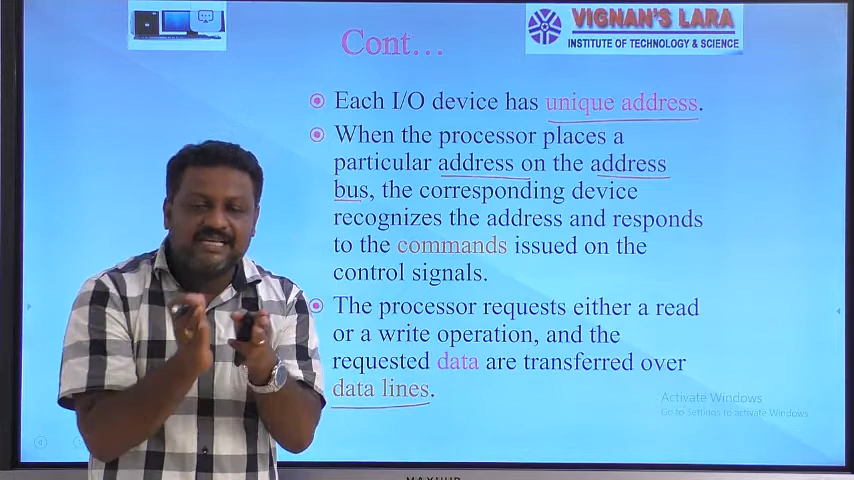 VIGNAN'S LARA
INSTITUTE OF TECHNOLOGY & SCIENCE
Cont...
Each I/O device has unique address.
When the processor places a
particular address on the address
bus, the corresponding device
recognizes the address and responds
to the commands issued on the
control signals.
The processor requests either a read
or a write operation, and the
requested data are transferred over
data lines.
Activate Windows
Go to Settings to activate Windows